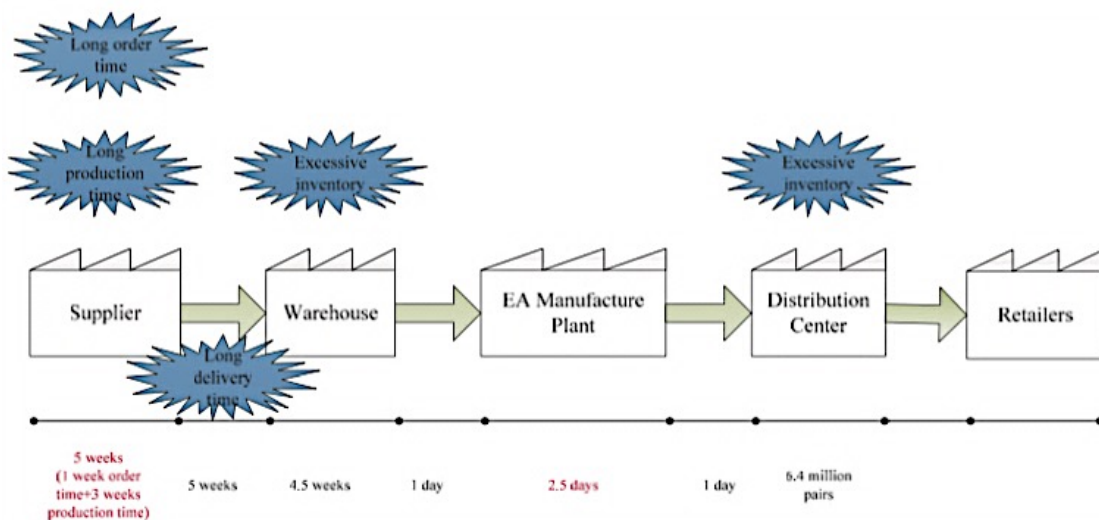 Long order
time
Long
production
time
Excessive
inventory
Excessive
inventory
Supplier
Warehouse
EA Manufacture
Plant
Distribution
Center
Retailers
Long
delivery
time
5 weeks
(1 week order
time+3 weeks
production time)
5 weeks
4.5 weeks
1 day
2.5 days
1 day
6.4 million
pairs